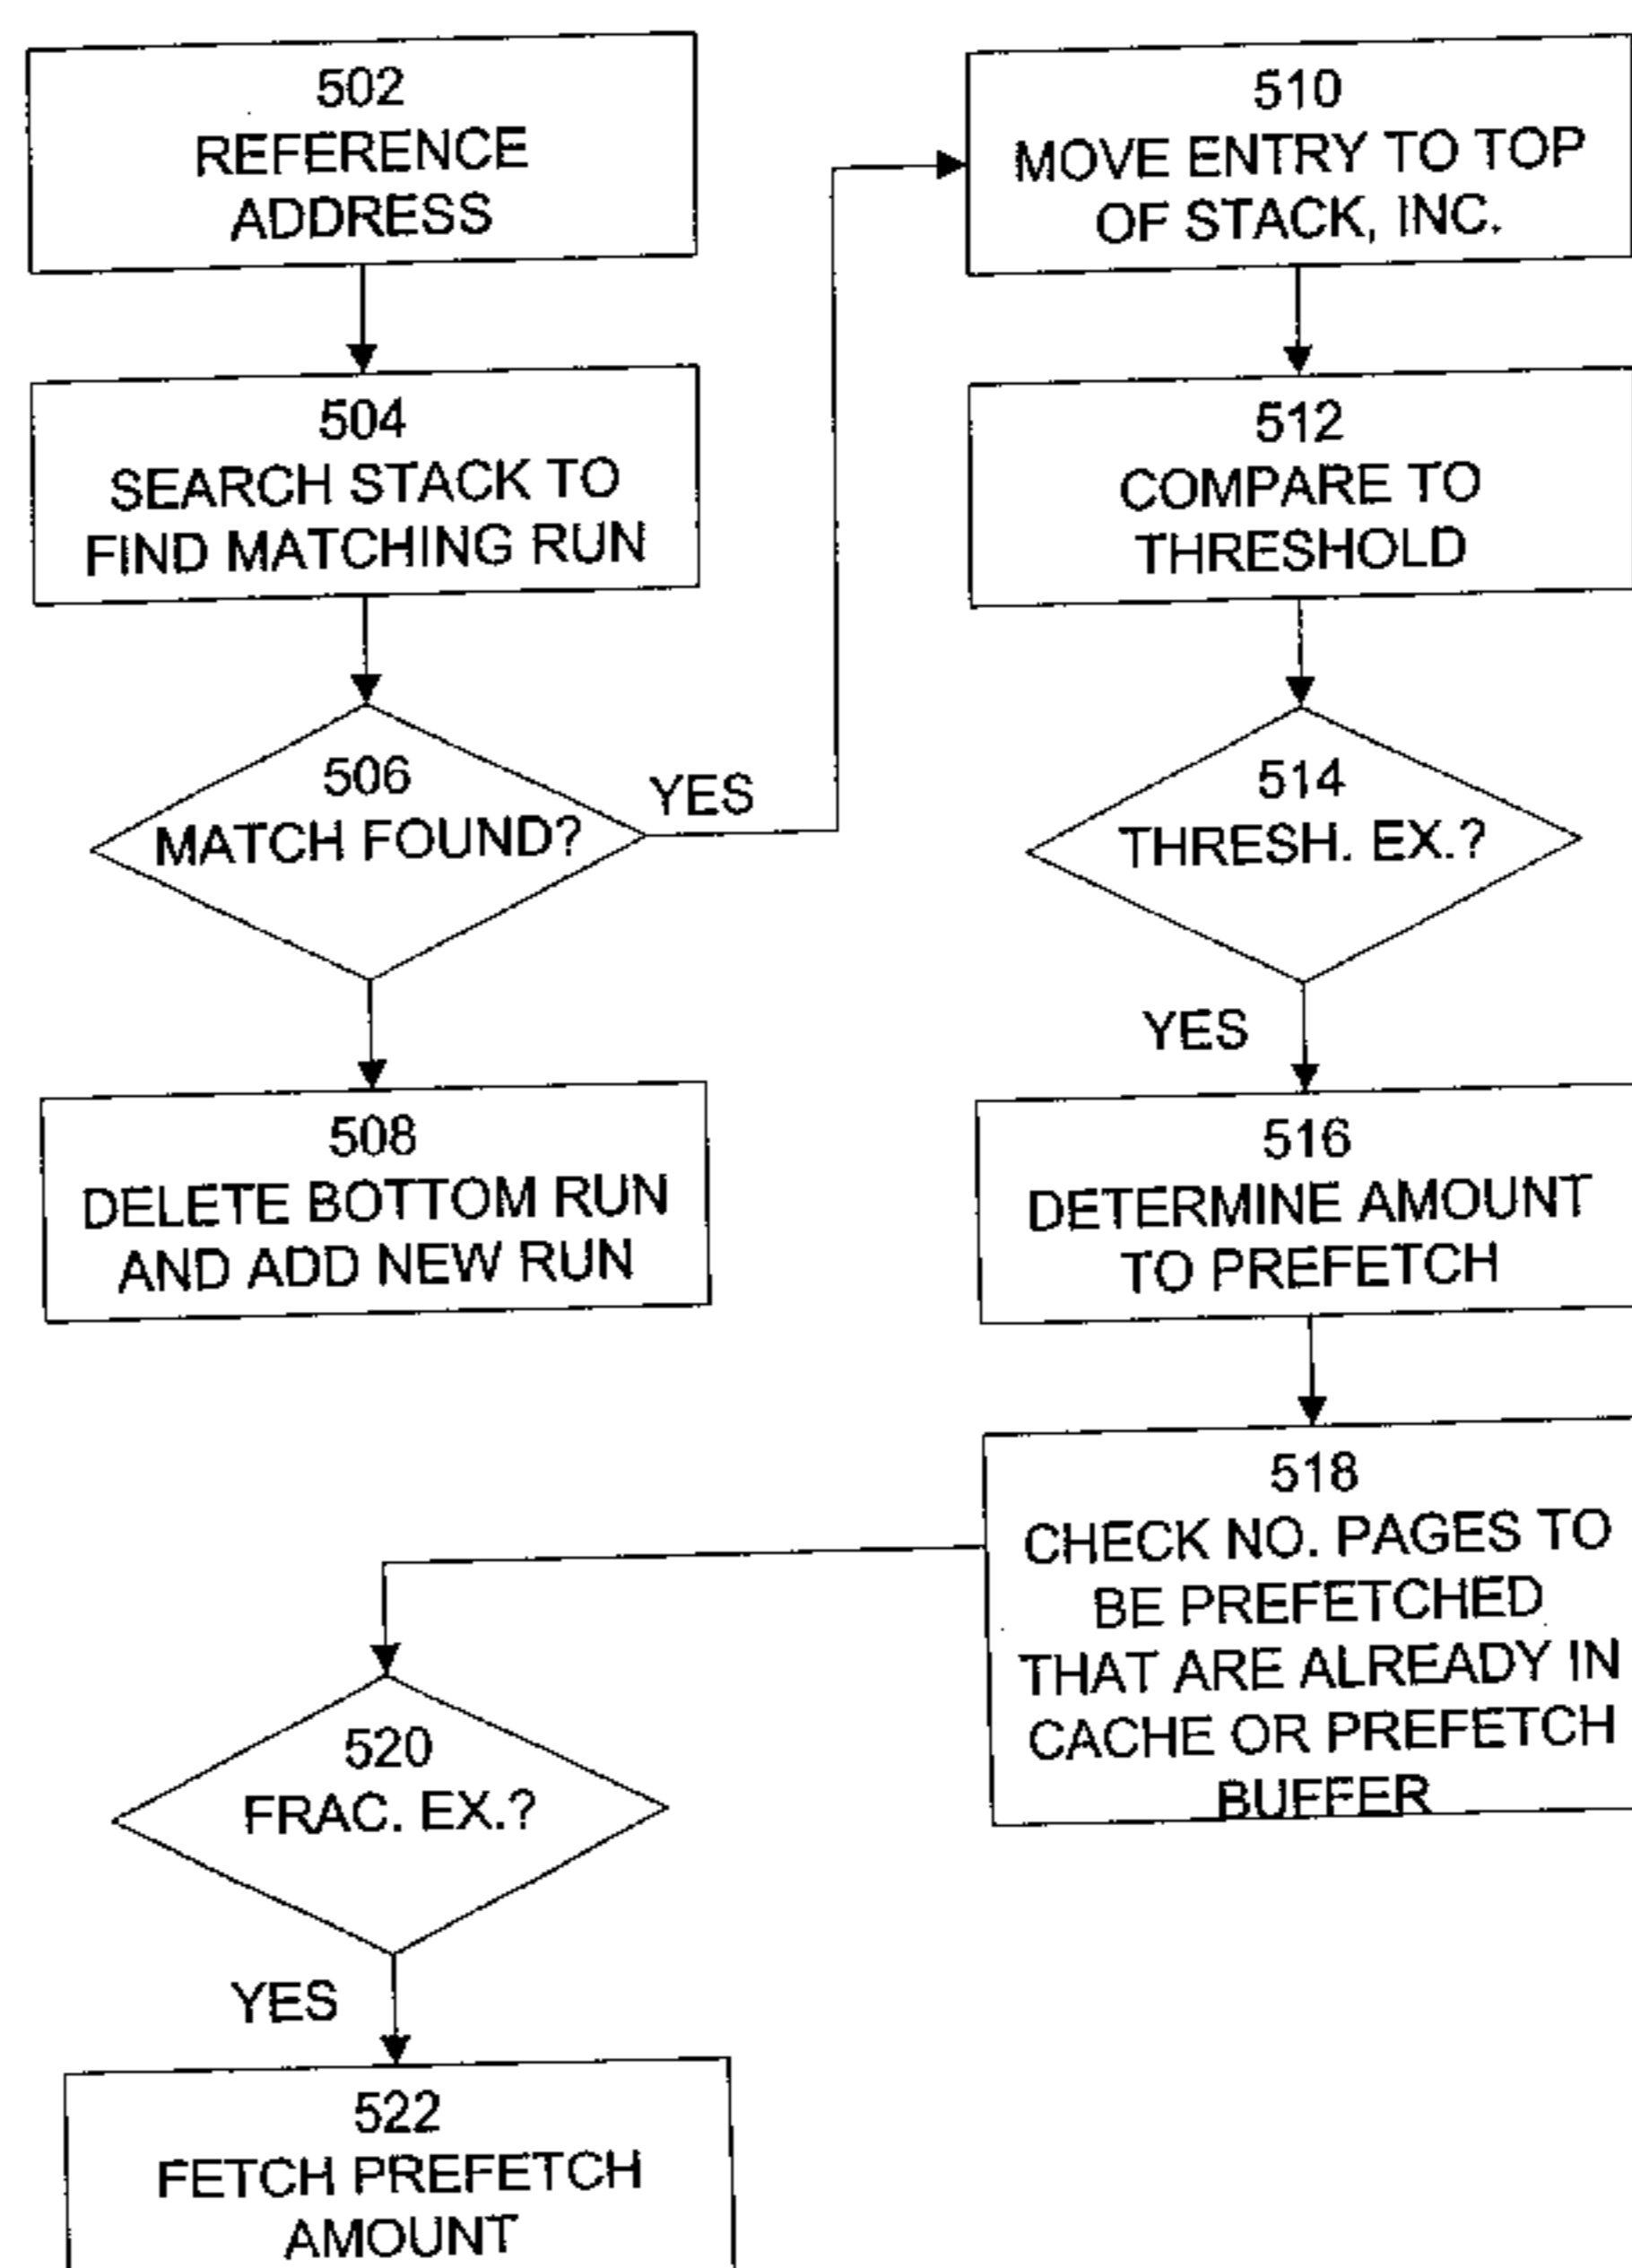 502
REFERENCE
ADDRESS
504
SEARCH STACK TO
FIND MATCHING RUN
506
MATCH FOUND?
YES
508
DELETE BOTTOM RUN
AND ADD NEW RUN
510
MOVE ENTRY TO TOP
OF STACK, INC.
512
COMPARE TO
THRESHOLD
514
THRESH. EX.?
YES
516
DETERMINE AMOUNT
TO PREFETCH
518
CHECK NO. PAGES TO
BE PREFETCHED
THAT ARE ALREADY IN
CACHE OR PREFETCH
BUFFER
520
FRAC. EX.?
YES
522
FETCH PREFETCH
AMOUNT